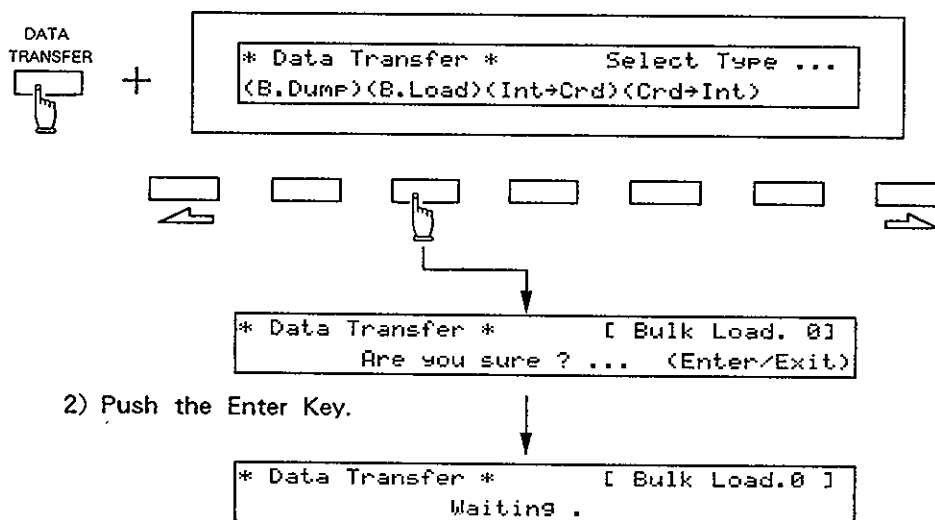 DATA
TRANSFER
+
* Data Transfer * Select Type ...
(B.Dump)(B.Load)(Int→Crd)(Crd→Int)
* Data Transfer * [ Bulk Load. 0]
Are you sure ? ... (Enter/Exit)
2) Push the Enter Key.
* Data Transfer * [ Bulk Load.0 ]
Waiting .